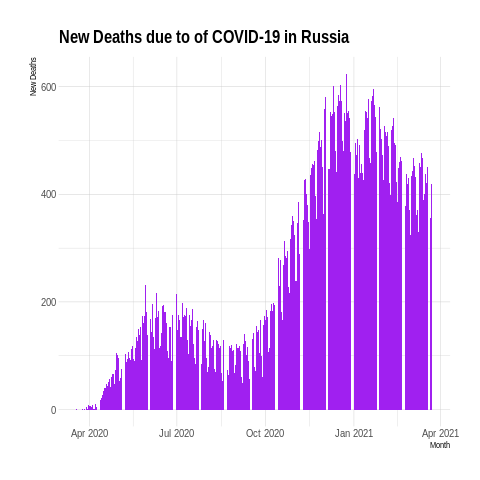 New Deaths due to of COVID-19 in Russia
New Deaths
600
400
200
0
Apr 2020 Jul 2020 Oct 2020 Jan 2021 Apr 2021
Month